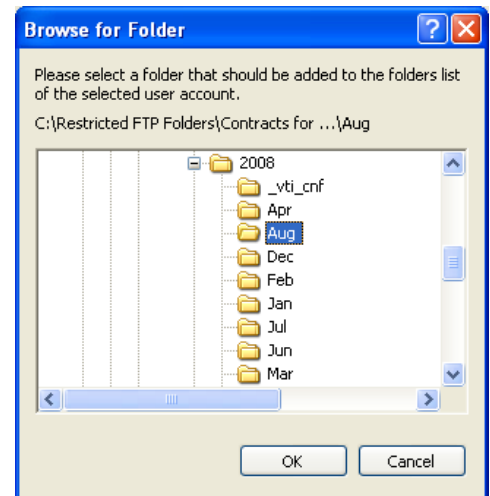 Browse for Folder
Please select a folder that should be added to the folders list
of the selected user account.
C:\Restricted FTP Folders\Contracts for ...\Aug
2008
_vti_cnf
Apr
Aug
Dec
Feb
Jan
Jul
Jun
Mar
OK Cancel